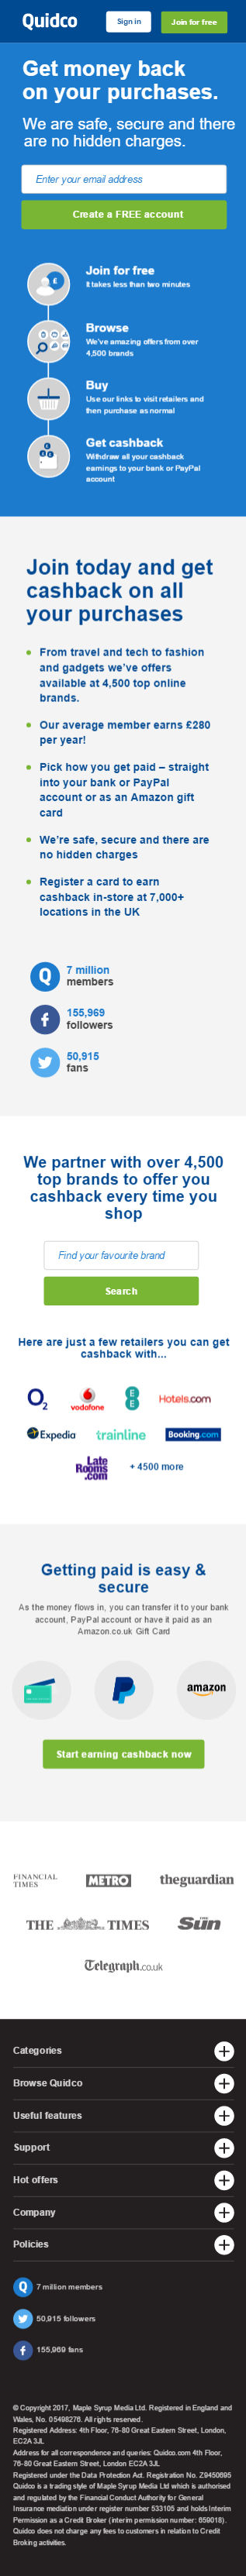 Quidco
Sign in
Join for free
Get money back
on your purchases.
We are safe, secure and there
are no hidden charges.
Enter your email address
Create a FREE account
Join for free
It takes less than two minutes
Browse
We've amazing offers from over
4,500 brands
Buy
Use our links to visit retailers and
then purchase as normal
Get cashback
Withdraw all your cashback
earnings to your bank or PayPal
account
Join today and get
cashback on all
your purchases
From travel and tech to fashion
and gadgets we've offers
available at 4,500 top online
brands.
Our average member earns £280
per year!
Pick how you get paid – straight
into your bank or PayPal
account or as an Amazon gift
card
We're safe, secure and there are
no hidden charges
Register a card to earn
cashback in-store at 7,000+
locations in the UK
Q
7 million
members
f
155,969
followers
50,915
fans
We partner with over 4,500
top brands to offer you
cashback every time you
shop
Find your favourite brand
Search
Here are just a few retailers you can get
cashback with...
O2
vodafone
EE
Hotels.com
Expedia
trainline
Booking.com
Late
Rooms
.com
+ 4500 more
Getting paid is easy &
secure
As the money flows in, you can transfer it to your bank
account, PayPal account or have it paid as an
Amazon.co.uk Gift Card
amazon
Start earning cashback now
FINANCIAL
TIMES
METRO
theguardian
THE TIMES
THE Sun
Telegraph.co.uk
Categories
Browse Quidco
Useful features
Support
Hot offers
Company
Policies
Q
7 million members
50,915 followers
f
155,969 fans
© Copyright 2017, Maple Syrup Media Ltd. Registered in England and
Wales, No. 05498276. All rights reserved.
Registered Address: 4th Floor, 76-80 Great Eastern Street, London,
EC2A 3JL
Address for all correspondence and queries: Quidco.com 4th Floor,
76-80 Great Eastern Street, London EC2A 3JL
Registered under the Data Protection Act. Registration No. Z9450695
Quidco is a trading style of Maple Syrup Media Ltd which is authorised
and regulated by the Financial Conduct Authority for General
Insurance mediation under register number 533105 and holds Interim
Permission as a Credit Broker (interim permission number: 659018).
Quidco does not charge any fees to customers in relation to Credit
Broking activities.